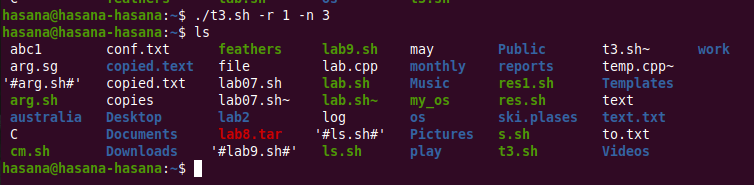 hasana@hasana-hasana:~$ ./t3.sh -r 1 -n 3
hasana@hasana-hasana:~$ ls
abc1 conf.txt feathers lab9.sh may Public t3.sh~ work
arg.sg copied.text file lab.cpp monthly reports temp.cpp~
'#arg.sh#' copied.txt lab07.sh lab.sh Music res1.sh Templates
arg.sh copies lab07.sh~ lab.sh~ my_os res.sh text
australia Desktop lab2 log os ski.plases text.txt
C Documents lab8.tar '#ls.sh#' Pictures s.sh to.txt
cm.sh Downloads '#lab9.sh#' ls.sh play t3.sh Videos
hasana@hasana-hasana:~$